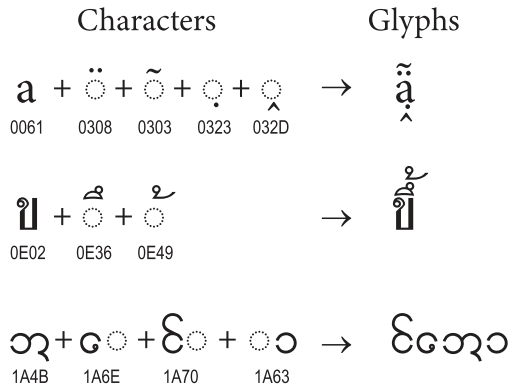 Characters Glyphs
a + ◌̈ + ◌̃ + ◌̣ + ◌̭ → ạ̭̈̃
0061 0308 0303 0323 032D
ข + ◌ึ + ◌้ → ขึ้
0E02 0E36 0E49
ᩋ + ◌ᩮ + ◌ᩰ + ◌ᩣ → ᩋᩮᩰᩣ
1A4B 1A6E 1A70 1A63